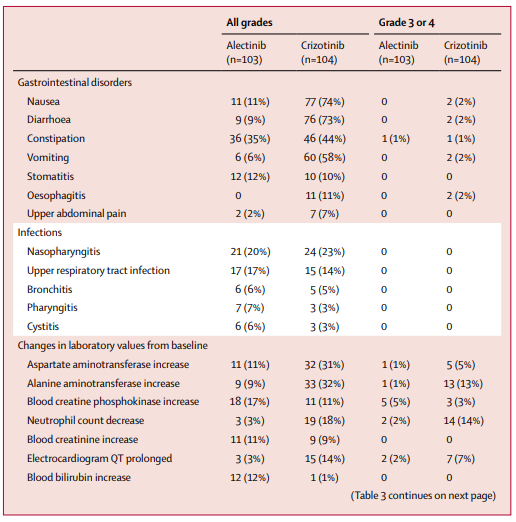 All grades Grade 3 or 4
Alectinib (n=103) Crizotinib (n=104) Alectinib (n=103) Crizotinib (n=104)
Gastrointestinal disorders
Nausea 11 (11%) 77 (74%) 0 2 (2%)
Diarrhoea 9 (9%) 76 (73%) 0 2 (2%)
Constipation 36 (35%) 46 (44%) 1 (1%) 1 (1%)
Vomiting 6 (6%) 60 (58%) 0 2 (2%)
Stomatitis 12 (12%) 10 (10%) 0 0
Oesophagitis 0 11 (11%) 0 2 (2%)
Upper abdominal pain 2 (2%) 7 (7%) 0 0
Infections
Nasopharyngitis 21 (20%) 24 (23%) 0 0
Upper respiratory tract infection 17 (17%) 15 (14%) 0 0
Bronchitis 6 (6%) 5 (5%) 0 0
Pharyngitis 7 (7%) 3 (3%) 0 0
Cystitis 6 (6%) 3 (3%) 0 0
Changes in laboratory values from baseline
Aspartate aminotransferase increase 11 (11%) 32 (31%) 1 (1%) 5 (5%)
Alanine aminotransferase increase 9 (9%) 33 (32%) 1 (1%) 13 (13%)
Blood creatine phosphokinase increase 18 (17%) 11 (11%) 5 (5%) 3 (3%)
Neutrophil count decrease 3 (3%) 19 (18%) 2 (2%) 14 (14%)
Blood creatinine increase 11 (11%) 9 (9%) 0 0
Electrocardiogram QT prolonged 3 (3%) 15 (14%) 2 (2%) 7 (7%)
Blood bilirubin increase 12 (12%) 1 (1%) 0 0
(Table 3 continues on next page)